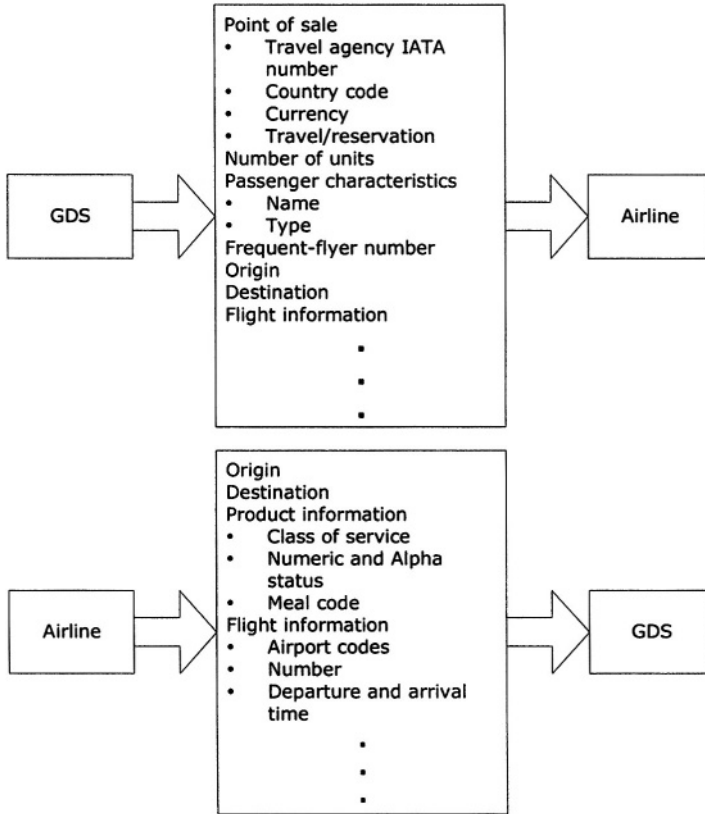 Point of sale
• Travel agency IATA
number
• Country code
• Currency
• Travel/reservation
Number of units
Passenger characteristics
• Name
• Type
Frequent-flyer number
Origin
Destination
Flight information
.
.
.
GDS
Airline
Origin
Destination
Product information
• Class of service
• Numeric and Alpha
status
• Meal code
Flight information
• Airport codes
• Number
• Departure and arrival
time
.
.
.
Airline
GDS